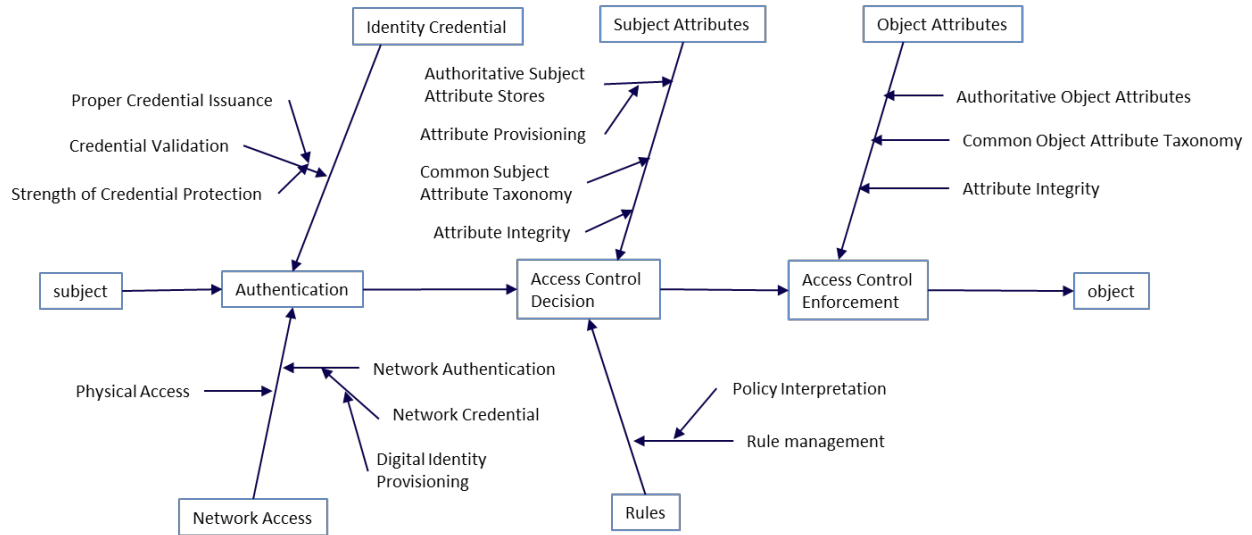 Identity Credential
Subject Attributes
Object Attributes
Authoritative Subject
Attribute Stores
Proper Credential Issuance
Authoritative Object Attributes
Attribute Provisioning
Credential Validation
Common Object Attribute Taxonomy
Common Subject
Attribute Taxonomy
Strength of Credential Protection
Attribute Integrity
Attribute Integrity
subject
Authentication
Access Control
Decision
Access Control
Enforcement
object
Network Authentication
Physical Access
Policy Interpretation
Network Credential
Rule management
Digital Identity
Provisioning
Network Access
Rules